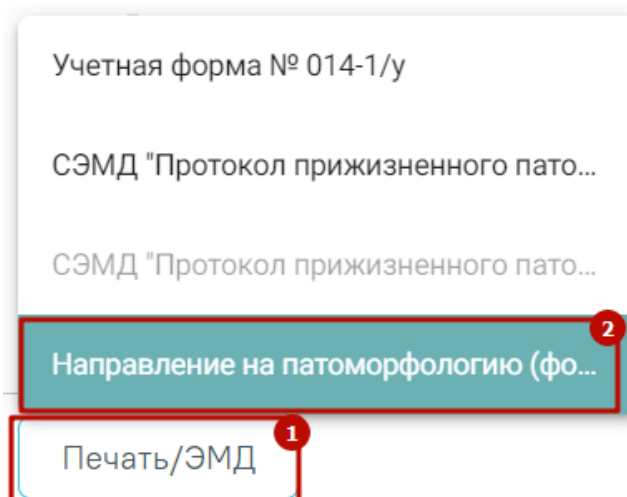 Учетная форма № 014-1/у
СЭМД "Протокол прижизненного пато...
СЭМД "Протокол прижизненного пато...
2
Направление на патоморфологию (фо...
1
Печать/ЭМД